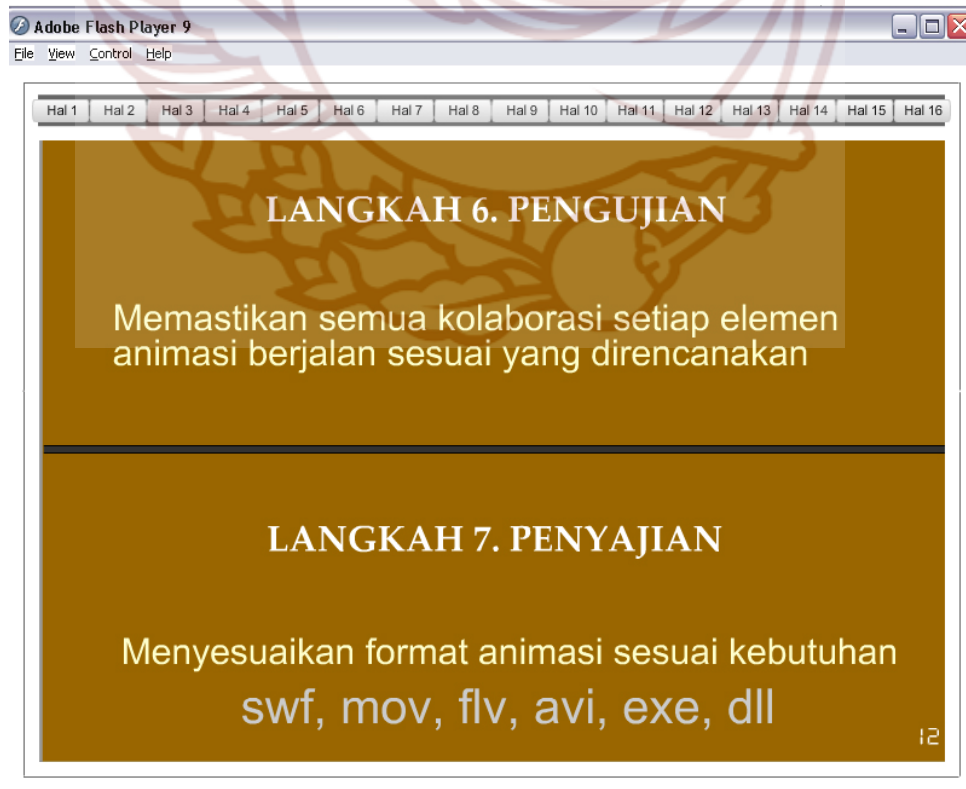 Adobe Flash Player 9
File View Control Help
Hal 1 Hal 2 Hal 3 Hal 4 Hal 5 Hal 6 Hal 7 Hal 8 Hal 9 Hal 10 Hal 11 Hal 12 Hal 13 Hal 14 Hal 15 Hal 16
LANGKAH 6. PENGUJIAN
Memastikan semua kolaborasi setiap elemen
animasi berjalan sesuai yang direncanakan
LANGKAH 7. PENYAJIAN
Menyesuaikan format animasi sesuai kebutuhan
swf, mov, flv, avi, exe, dll
12